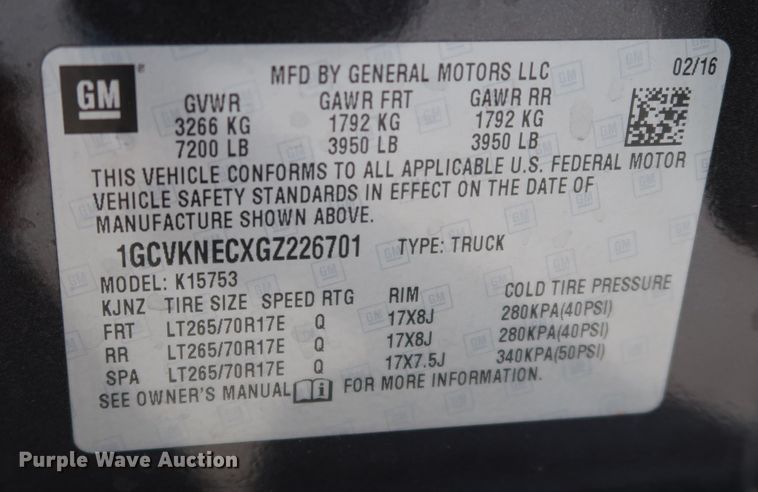 GM
®
MFD BY GENERAL MOTORS LLC 02/16
GVWR GAWR FRT GAWR RR
3266 KG 1792 KG 1792 KG
7200 LB 3950 LB 3950 LB
THIS VEHICLE CONFORMS TO ALL APPLICABLE U.S. FEDERAL MOTOR
VEHICLE SAFETY STANDARDS IN EFFECT ON THE DATE OF
MANUFACTURE SHOWN ABOVE.
1GCVKNECXGZ226701 TYPE: TRUCK
MODEL: K15753
KJNZ TIRE SIZE SPEED RTG RIM COLD TIRE PRESSURE
FRT LT265/70R17E Q 17X8J 280KPA(40PSI)
RR LT265/70R17E Q 17X8J 280KPA(40PSI)
SPA LT265/70R17E Q 17X7.5J 340KPA(50PSI)
SEE OWNER'S MANUAL i FOR MORE INFORMATION.
Purple Wave Auction